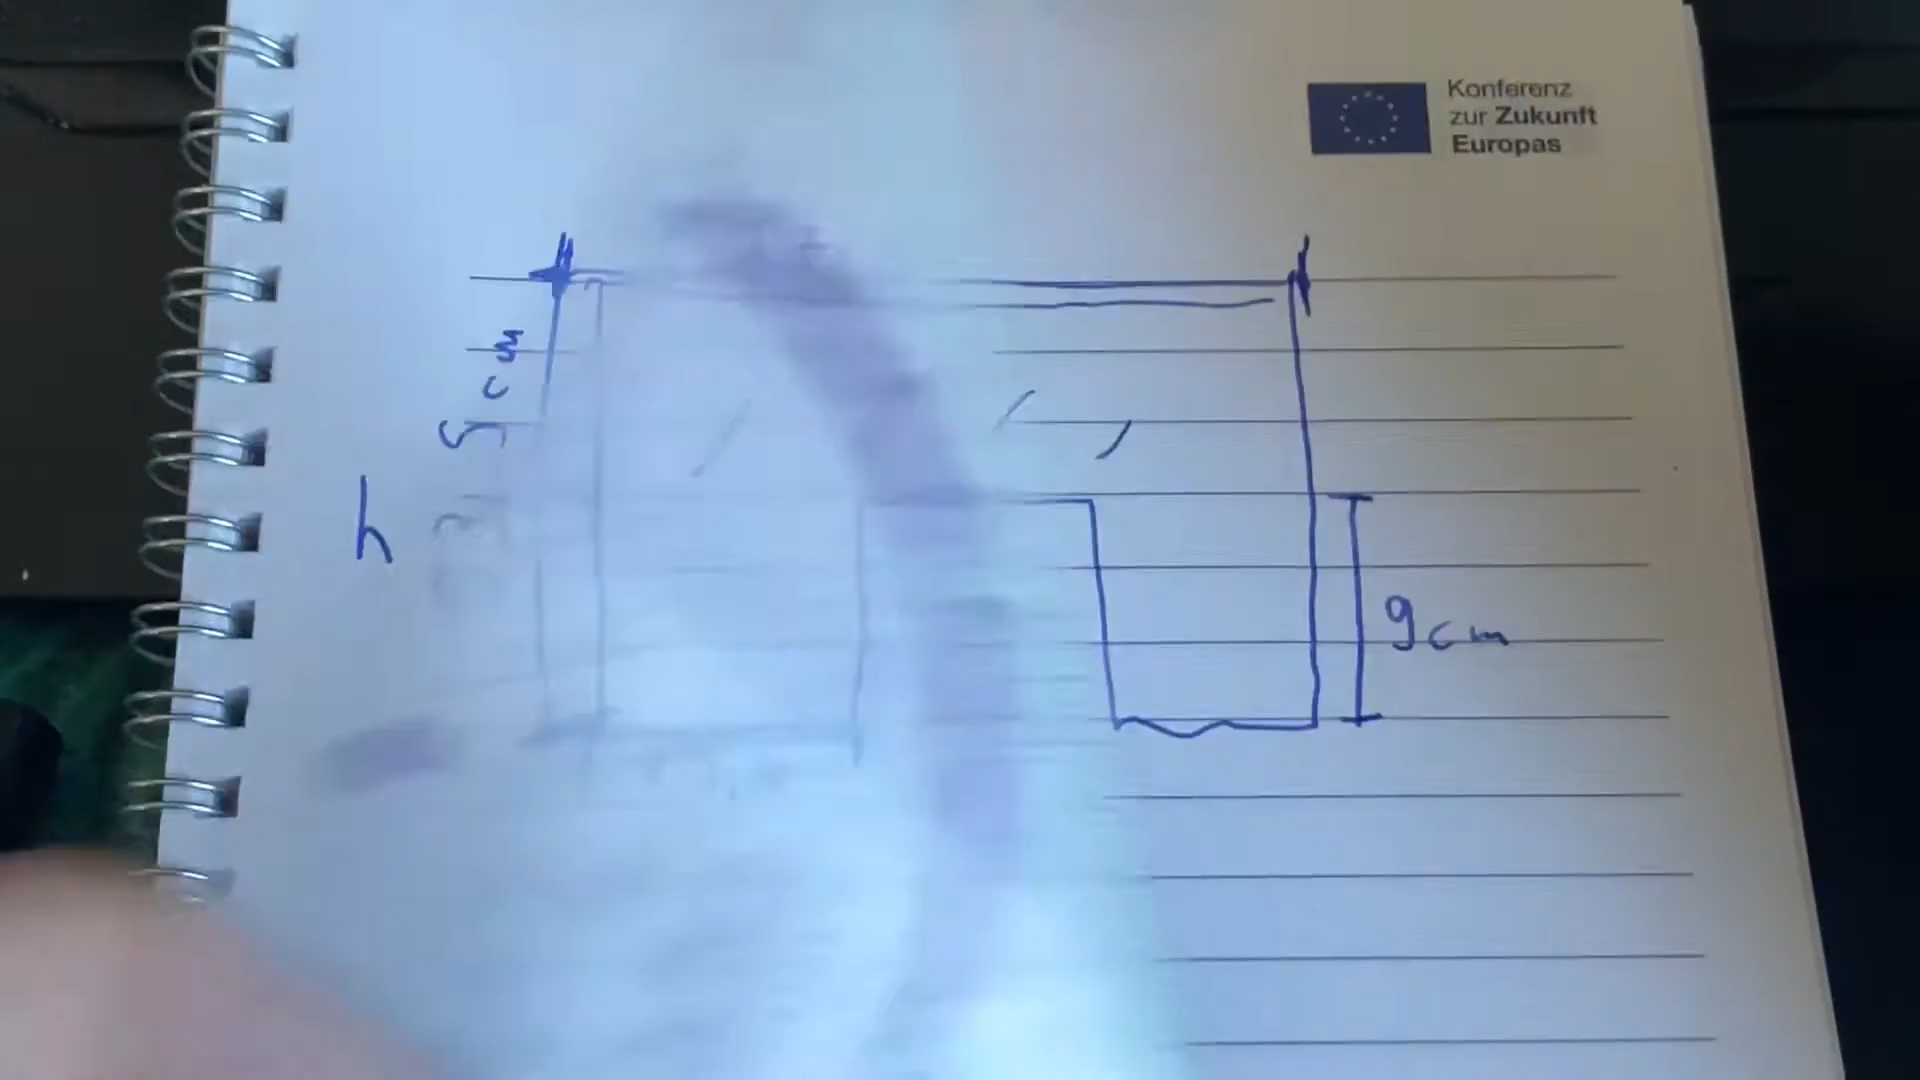 Konferenz
zur Zukunft
Europas
h
5cm
9cm